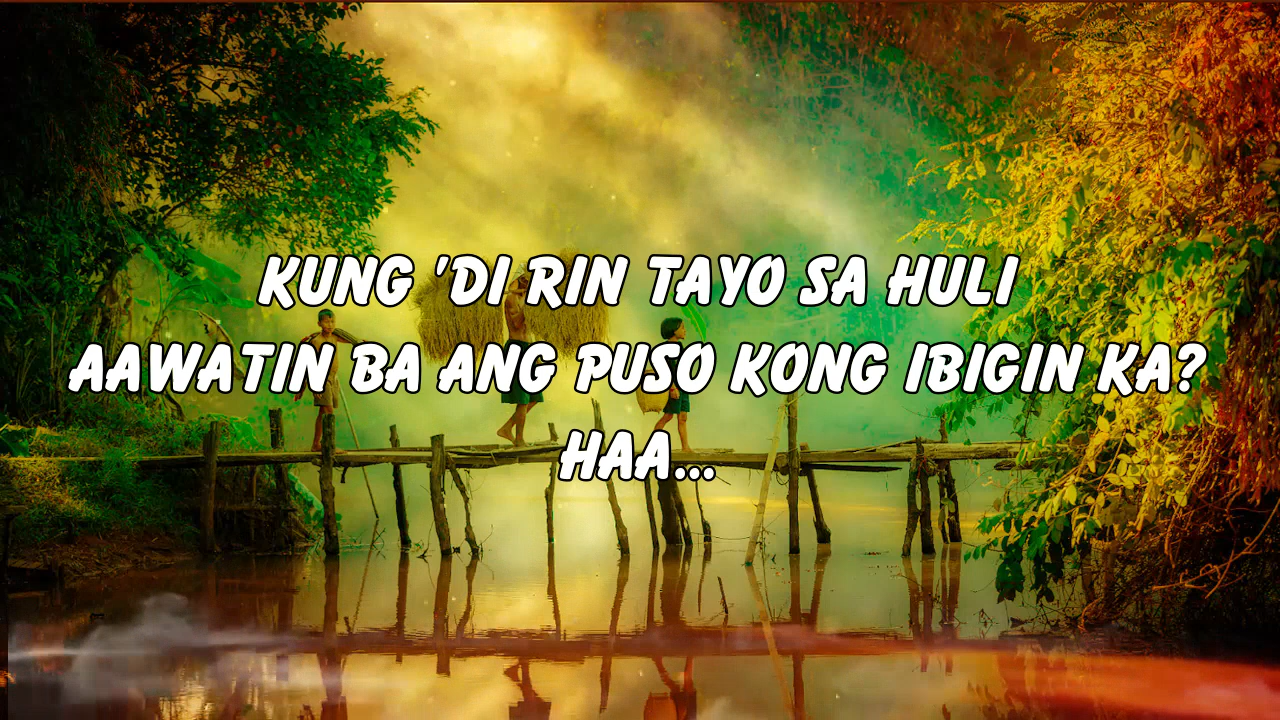 KUNG 'DI RIN TAYO SA HULI
AAWATIN BA ANG PUSO KONG IBIGIN KA?
HAA...